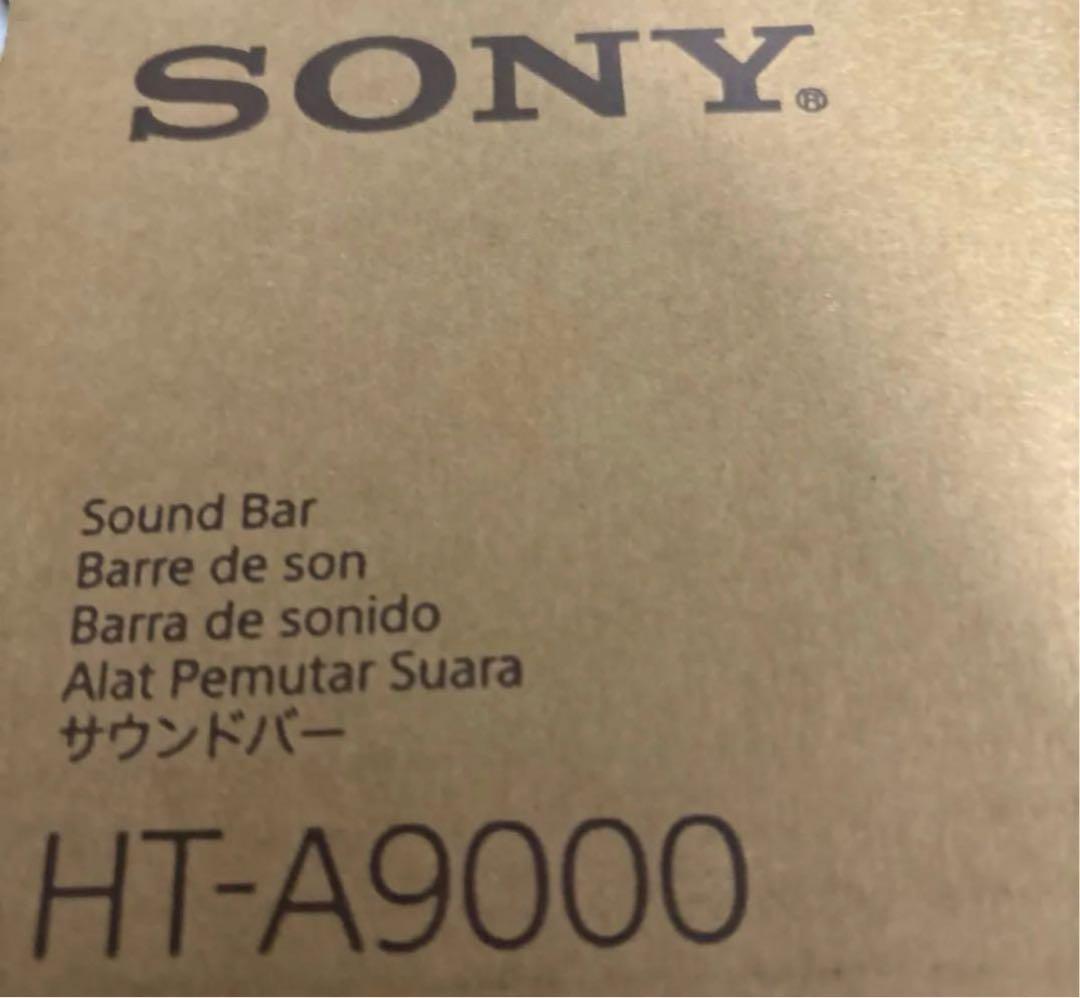 SONY®
Sound Bar
Barre de son
Barra de sonido
Alat Pemutar Suara
サウンドバー
HT-A9000